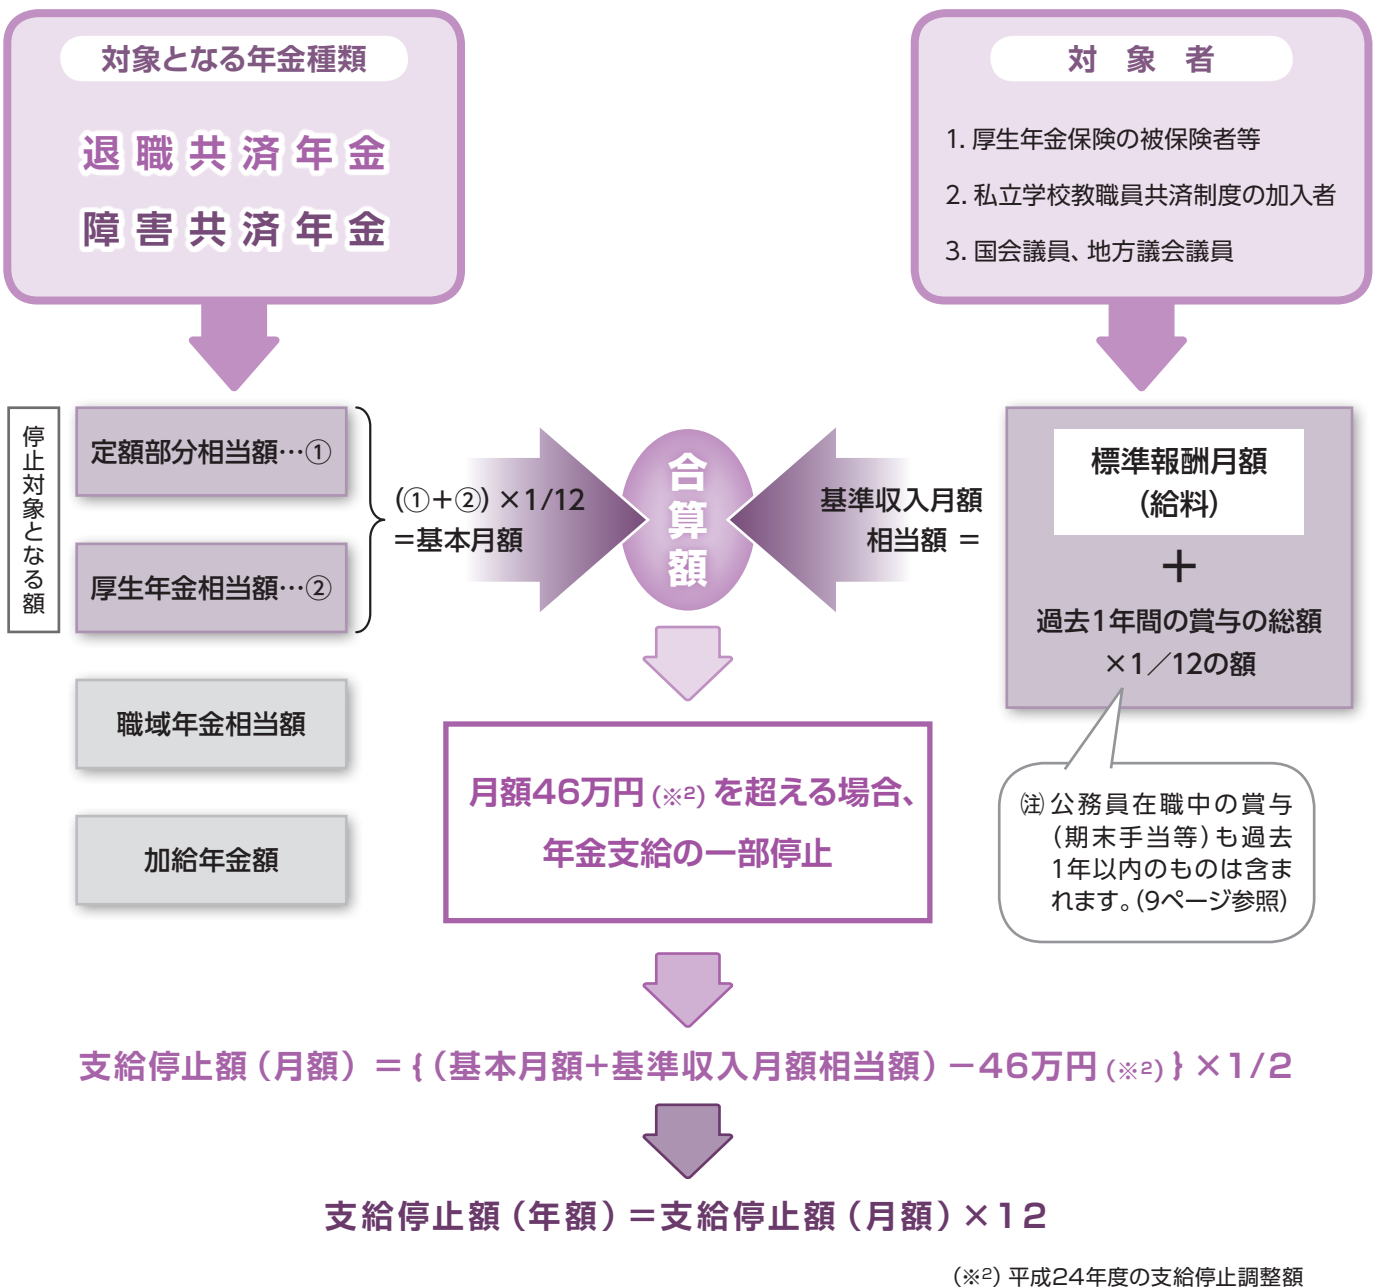 対象となる年金種類
退職共済年金
障害共済年金
対象者
1. 厚生年金保険の被保険者等
2. 私立学校教職員共済制度の加入者
3. 国会議員、地方議会議員
停止対象となる額
定額部分相当額…①
厚生年金相当額…②
職域年金相当額
加給年金額
(①+②)×1/12
＝基本月額
合算額
基準収入月額
相当額 ＝
標準報酬月額
(給料)
＋
過去1年間の賞与の総額
×1／12の額
(注)公務員在職中の賞与
(期末手当等)も過去
1年以内のものは含ま
れます。(9ページ参照)
月額46万円(※2)を超える場合、
年金支給の一部停止
支給停止額(月額)＝{(基本月額+基準収入月額相当額)－46万円(※2)}×1/2
支給停止額(年額)＝支給停止額(月額)×12
(※2)平成24年度の支給停止調整額